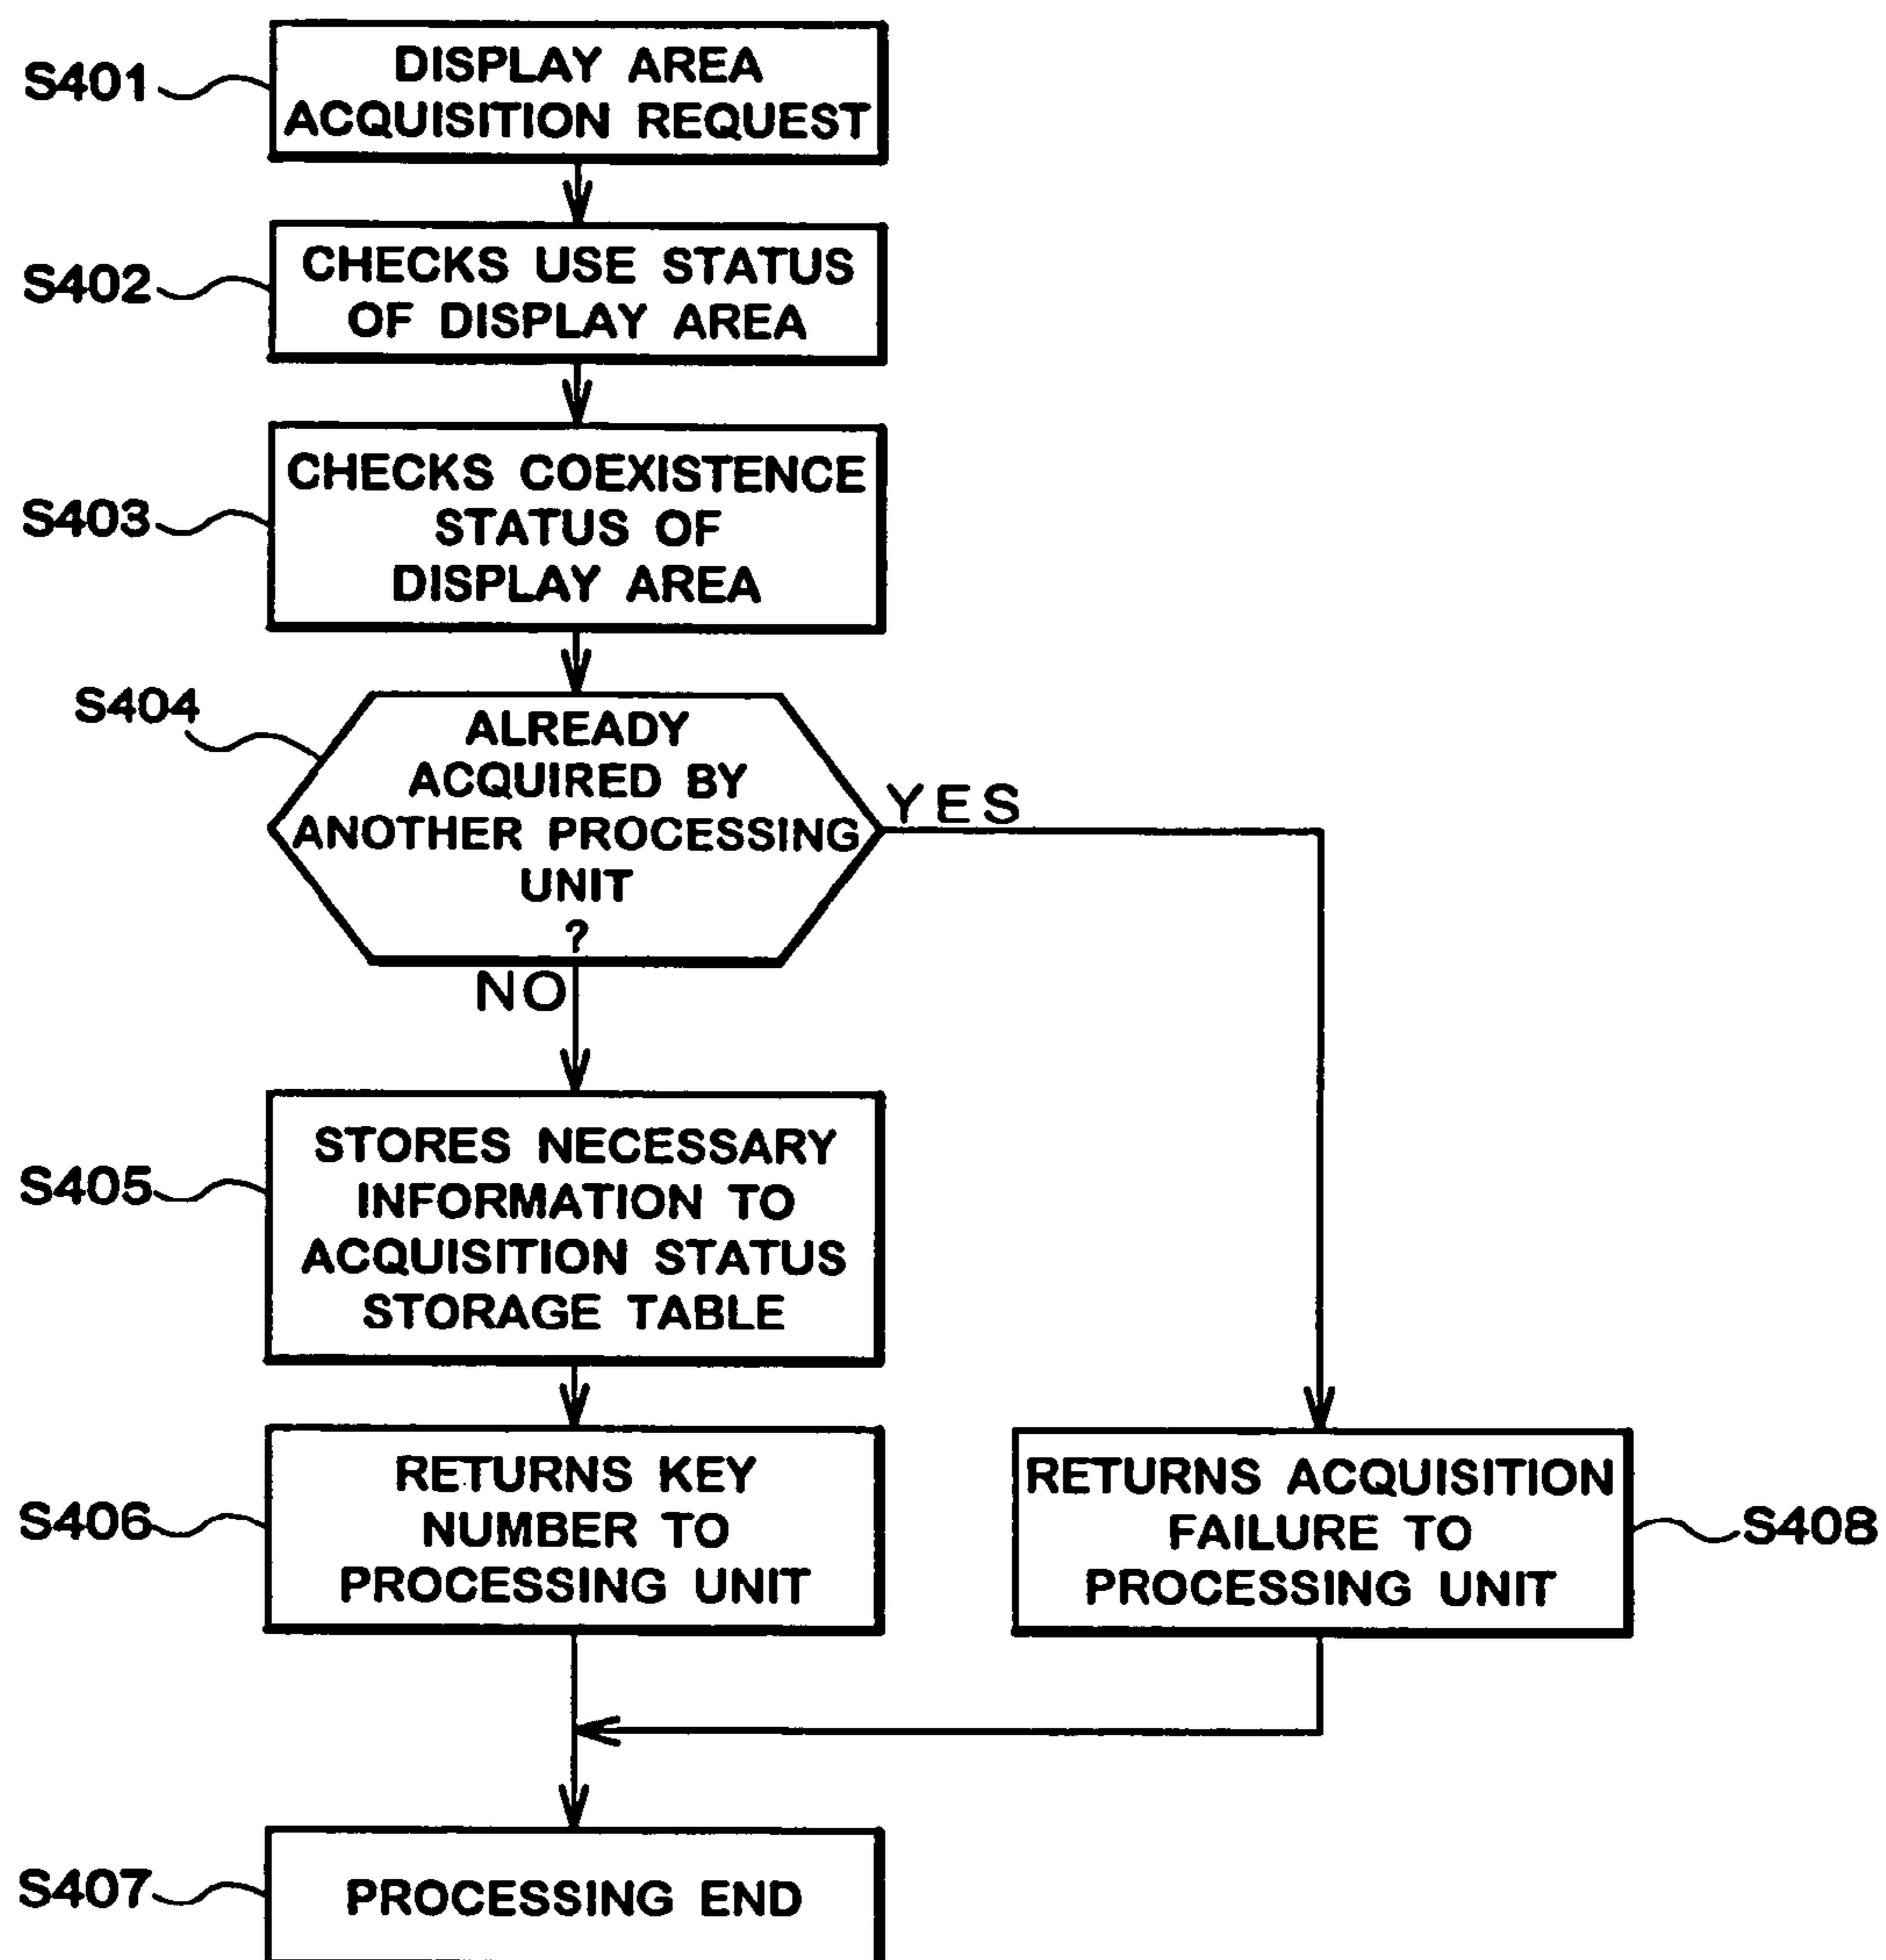 S401
DISPLAY AREA
ACQUISITION REQUEST
S402
CHECKS USE STATUS
OF DISPLAY AREA
S403
CHECKS COEXISTENCE
STATUS OF
DISPLAY AREA
S404
ALREADY
ACQUIRED BY
ANOTHER PROCESSING
UNIT
?
YES
NO
S405
STORES NECESSARY
INFORMATION TO
ACQUISITION STATUS
STORAGE TABLE
S406
RETURNS KEY
NUMBER TO
PROCESSING UNIT
RETURNS ACQUISITION
FAILURE TO
PROCESSING UNIT
S408
S407
PROCESSING END